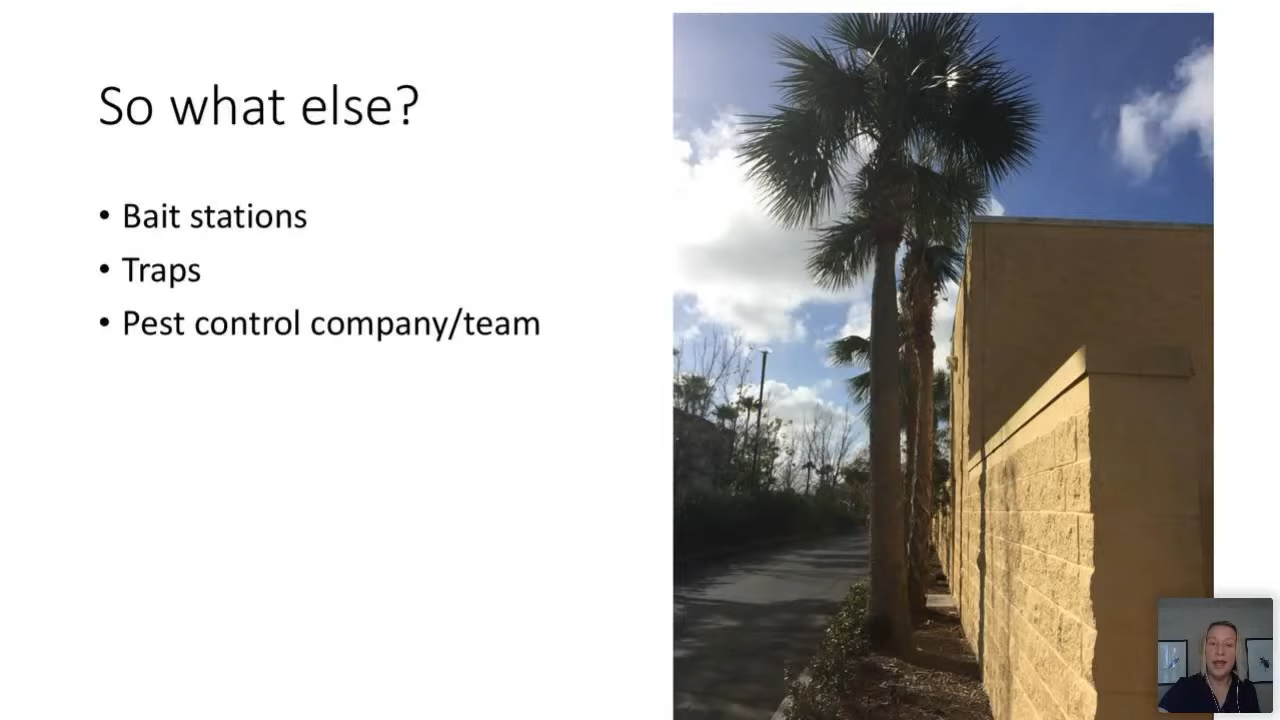 So what else?
• Bait stations
• Traps
• Pest control company/team